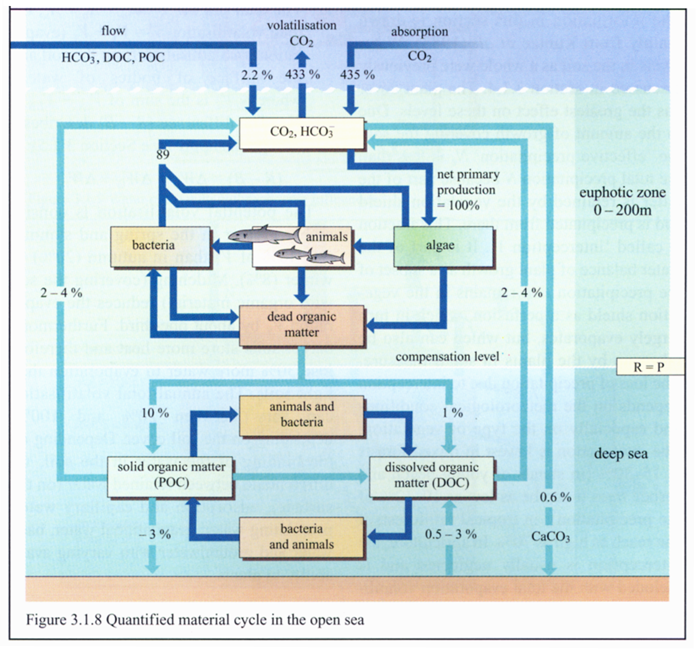 flow
HCO₃⁻, DOC, POC
volatilisation
CO₂
absorption
CO₂
2.2 %
433 %
435 %
CO₂, HCO₃⁻
89
net primary
production
= 100%
euphotic zone
0 – 200m
bacteria
animals
algae
2 – 4 %
2 – 4 %
dead organic
matter
compensation level
R = P
10 %
animals and
bacteria
1 %
deep sea
solid organic matter
(POC)
dissolved organic
matter (DOC)
0.6 %
– 3 %
bacteria
and animals
0.5 – 3 %
CaCO₃
Figure 3.1.8 Quantified material cycle in the open sea